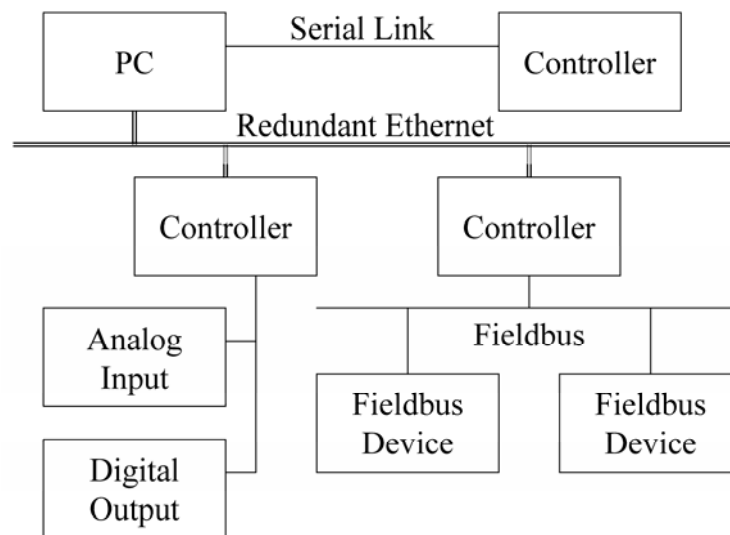 Serial Link
PC
Controller
Redundant Ethernet
Controller
Controller
Analog
Input
Fieldbus
Fieldbus
Device
Fieldbus
Device
Digital
Output